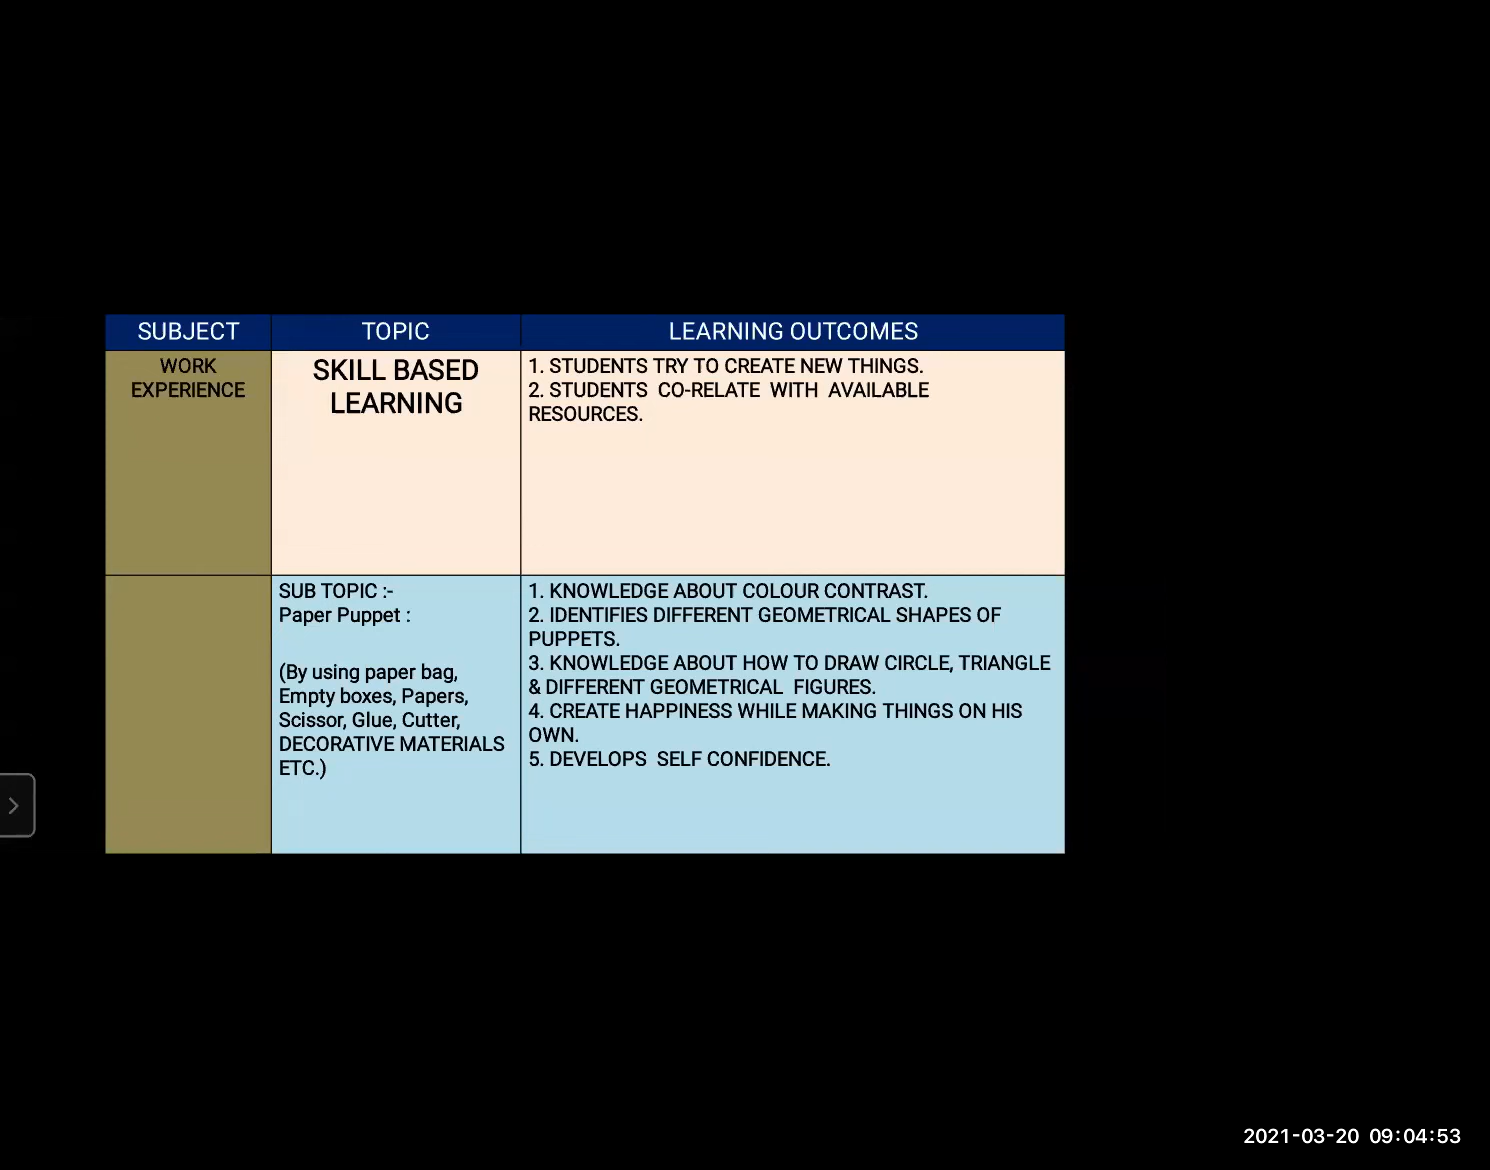 SUBJECT TOPIC LEARNING OUTCOMES
WORK
EXPERIENCE
SKILL BASED
LEARNING
1. STUDENTS TRY TO CREATE NEW THINGS.
2. STUDENTS CO-RELATE WITH AVAILABLE
RESOURCES.
SUB TOPIC :-
Paper Puppet :
(By using paper bag,
Empty boxes, Papers,
Scissor, Glue, Cutter,
DECORATIVE MATERIALS
ETC.)
1. KNOWLEDGE ABOUT COLOUR CONTRAST.
2. IDENTIFIES DIFFERENT GEOMETRICAL SHAPES OF
PUPPETS.
3. KNOWLEDGE ABOUT HOW TO DRAW CIRCLE, TRIANGLE
& DIFFERENT GEOMETRICAL FIGURES.
4. CREATE HAPPINESS WHILE MAKING THINGS ON HIS
OWN.
5. DEVELOPS SELF CONFIDENCE.
2021-03-20 09:04:53